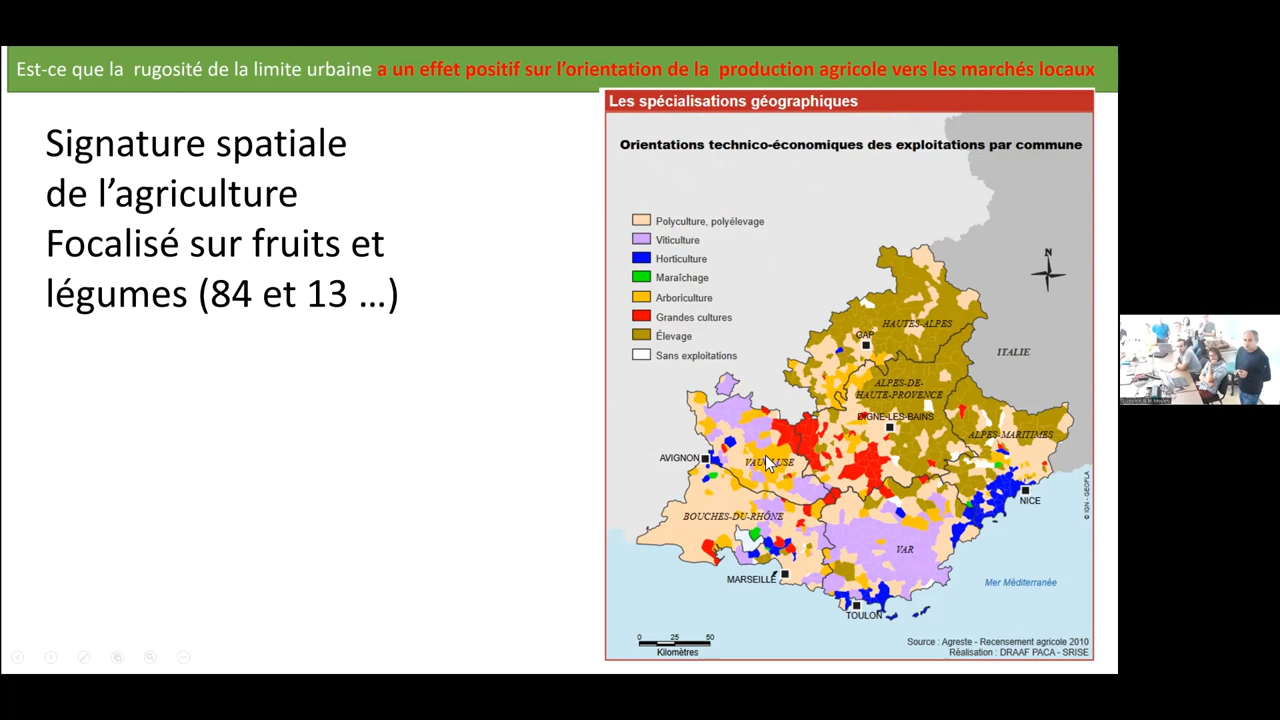 Est-ce que la  rugosité de la limite urbaine a un effet positif sur l’orientation de la  production agricole vers les marchés locaux
Signature spatiale
de l’agriculture
Focalisé sur fruits et
légumes (84 et 13 …)
Les spécialisations géographiques
Orientations technico-économiques des exploitations par commune
Polyculture, polyélevage
Viticulture
Horticulture
Maraîchage
Arboriculture
Grandes cultures
Élevage
Sans exploitations
N
HAUTES-ALPES
GAP
ITALIE
ALPES-DE-
HAUTE-PROVENCE
DIGNE-LES-BAINS
ALPES-MARITIMES
AVIGNON
VAUCLUSE
NICE
BOUCHES-DU-RHÔNE
VAR
MARSEILLE
Mer Méditerranée
TOULON
© IGN - GEOFLA
0 25 50
Kilomètres
Source : Agreste - Recensement agricole 2010
Réalisation : DRAAF PACA - SRISE